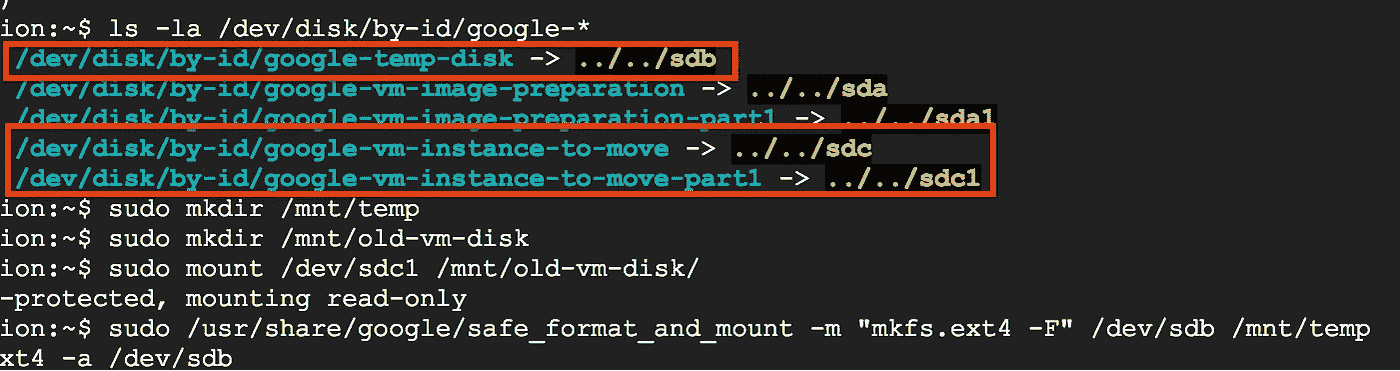 )
ion:~$ ls -la /dev/disk/by-id/google-*
/dev/disk/by-id/google-temp-disk -> ../../sdb
/dev/disk/by-id/google-vm-image-preparation -> ../../sda
/dev/disk/by-id/google-vm-image-preparation-part1 -> ../../sda1
/dev/disk/by-id/google-vm-instance-to-move -> ../../sdc
/dev/disk/by-id/google-vm-instance-to-move-part1 -> ../../sdc1
ion:~$ sudo mkdir /mnt/temp
ion:~$ sudo mkdir /mnt/old-vm-disk
ion:~$ sudo mount /dev/sdc1 /mnt/old-vm-disk/
-protected, mounting read-only
ion:~$ sudo /usr/share/google/safe_format_and_mount -m "mkfs.ext4 -F" /dev/sdb /mnt/temp
xt4 -a /dev/sdb